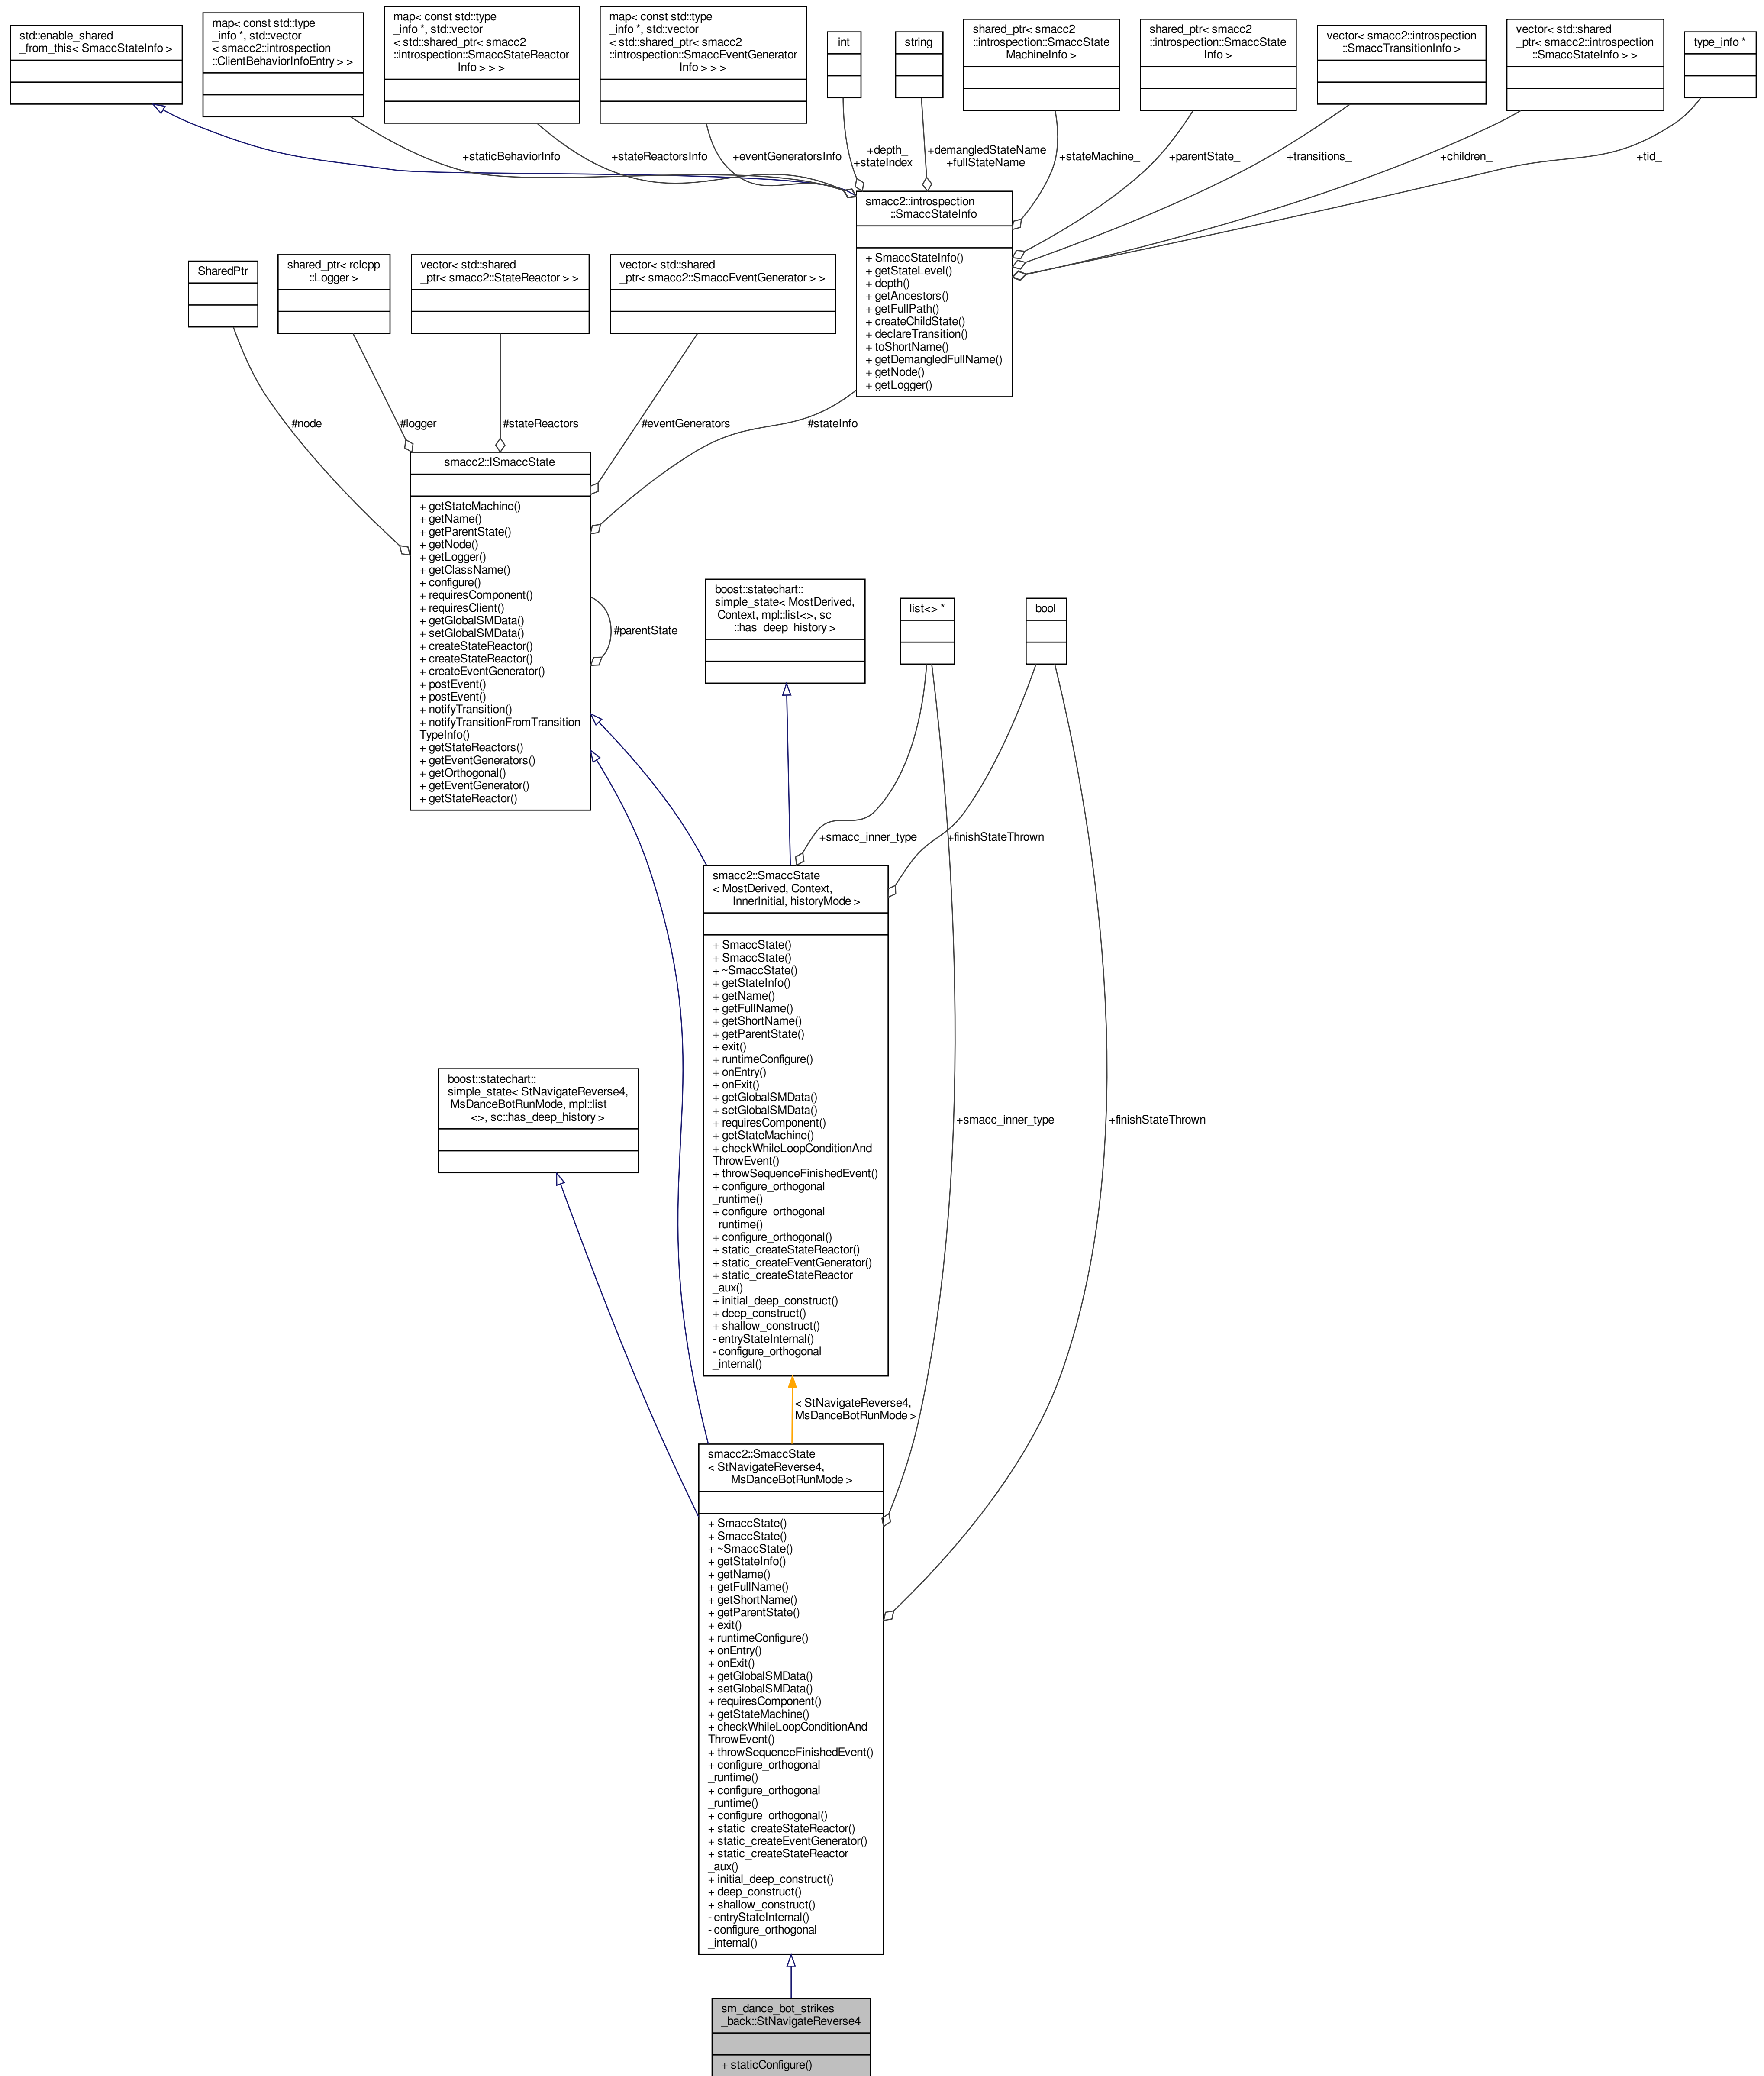 std::enable_shared
_from_this< SmaccStateInfo >
map< const std::type
_info *, std::vector
< smacc2::introspection
::ClientBehaviorInfoEntry > >
map< const std::type
_info *, std::vector
< std::shared_ptr< smacc2
::introspection::SmaccStateReactor
Info > > >
map< const std::type
_info *, std::vector
< std::shared_ptr< smacc2
::introspection::SmaccEventGenerator
Info > > >
int
string
shared_ptr< smacc2
::introspection::SmaccState
MachineInfo >
shared_ptr< smacc2
::introspection::SmaccState
Info >
vector< smacc2::introspection
::SmaccTransitionInfo >
vector< std::shared
_ptr< smacc2::introspection
::SmaccStateInfo > >
type_info *
+staticBehaviorInfo
+stateReactorsInfo
+eventGeneratorsInfo
+depth_
+stateIndex_
+demangledStateName
+fullStateName
+stateMachine_
+parentState_
+transitions_
+children_
+tid_
smacc2::introspection
::SmaccStateInfo
+ SmaccStateInfo()
+ getStateLevel()
+ depth()
+ getAncestors()
+ getFullPath()
+ createChildState()
+ declareTransition()
+ toShortName()
+ getDemangledFullName()
+ getNode()
+ getLogger()
SharedPtr
shared_ptr< rclcpp
::Logger >
vector< std::shared
_ptr< smacc2::StateReactor > >
vector< std::shared
_ptr< smacc2::SmaccEventGenerator > >
#node_
#logger_
#stateReactors_
#eventGenerators_
#stateInfo_
smacc2::ISmaccState
+ getStateMachine()
+ getName()
+ getParentState()
+ getNode()
+ getLogger()
+ getClassName()
+ configure()
+ requiresComponent()
+ requiresClient()
+ getGlobalSMData()
+ setGlobalSMData()
+ createStateReactor()
+ createStateReactor()
+ createEventGenerator()
+ postEvent()
+ postEvent()
+ notifyTransition()
+ notifyTransitionFromTransition
TypeInfo()
+ getStateReactors()
+ getEventGenerators()
+ getOrthogonal()
+ getEventGenerator()
+ getStateReactor()
#parentState_
boost::statechart::
simple_state< MostDerived,
Context, mpl::list<>, sc
::has_deep_history >
list<> *
bool
+smacc_inner_type
+finishStateThrown
smacc2::SmaccState
< MostDerived, Context,
InnerInitial, historyMode >
+ SmaccState()
+ SmaccState()
+ ~SmaccState()
+ getStateInfo()
+ getName()
+ getFullName()
+ getShortName()
+ getParentState()
+ exit()
+ runtimeConfigure()
+ onEntry()
+ onExit()
+ getGlobalSMData()
+ setGlobalSMData()
+ requiresComponent()
+ getStateMachine()
+ checkWhileLoopConditionAnd
ThrowEvent()
+ throwSequenceFinishedEvent()
+ configure_orthogonal
_runtime()
+ configure_orthogonal
_runtime()
+ configure_orthogonal()
+ static_createStateReactor()
+ static_createEventGenerator()
+ static_createStateReactor
_aux()
+ initial_deep_construct()
+ deep_construct()
+ shallow_construct()
- entryStateInternal()
- configure_orthogonal
_internal()
boost::statechart::
simple_state< StNavigateReverse4,
MsDanceBotRunMode, mpl::list
<>, sc::has_deep_history >
+smacc_inner_type
+finishStateThrown
< StNavigateReverse4,
MsDanceBotRunMode >
smacc2::SmaccState
< StNavigateReverse4,
MsDanceBotRunMode >
+ SmaccState()
+ SmaccState()
+ ~SmaccState()
+ getStateInfo()
+ getName()
+ getFullName()
+ getShortName()
+ getParentState()
+ exit()
+ runtimeConfigure()
+ onEntry()
+ onExit()
+ getGlobalSMData()
+ setGlobalSMData()
+ requiresComponent()
+ getStateMachine()
+ checkWhileLoopConditionAnd
ThrowEvent()
+ throwSequenceFinishedEvent()
+ configure_orthogonal
_runtime()
+ configure_orthogonal
_runtime()
+ configure_orthogonal()
+ static_createStateReactor()
+ static_createEventGenerator()
+ static_createStateReactor
_aux()
+ initial_deep_construct()
+ deep_construct()
+ shallow_construct()
- entryStateInternal()
- configure_orthogonal
_internal()
sm_dance_bot_strikes
_back::StNavigateReverse4
+ staticConfigure()